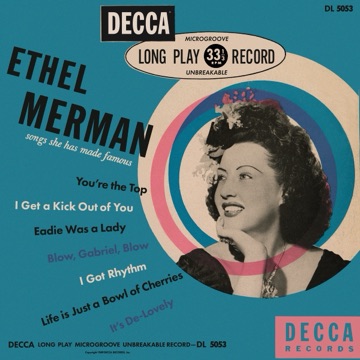 DECCA
DL 5053
MICROGROOVE
LONG PLAY 33⅓ RPM RECORD
UNBREAKABLE
ETHEL
MERMAN
songs she has made famous
You're the Top
I Get a Kick Out of You
Eadie Was a Lady
Blow, Gabriel, Blow
I Got Rhythm
Life is Just a Bowl of Cherries
It's De-Lovely
DECCA LONG PLAY MICROGROOVE UNBREAKABLE RECORD—DL 5053
DECCA
RECORDS